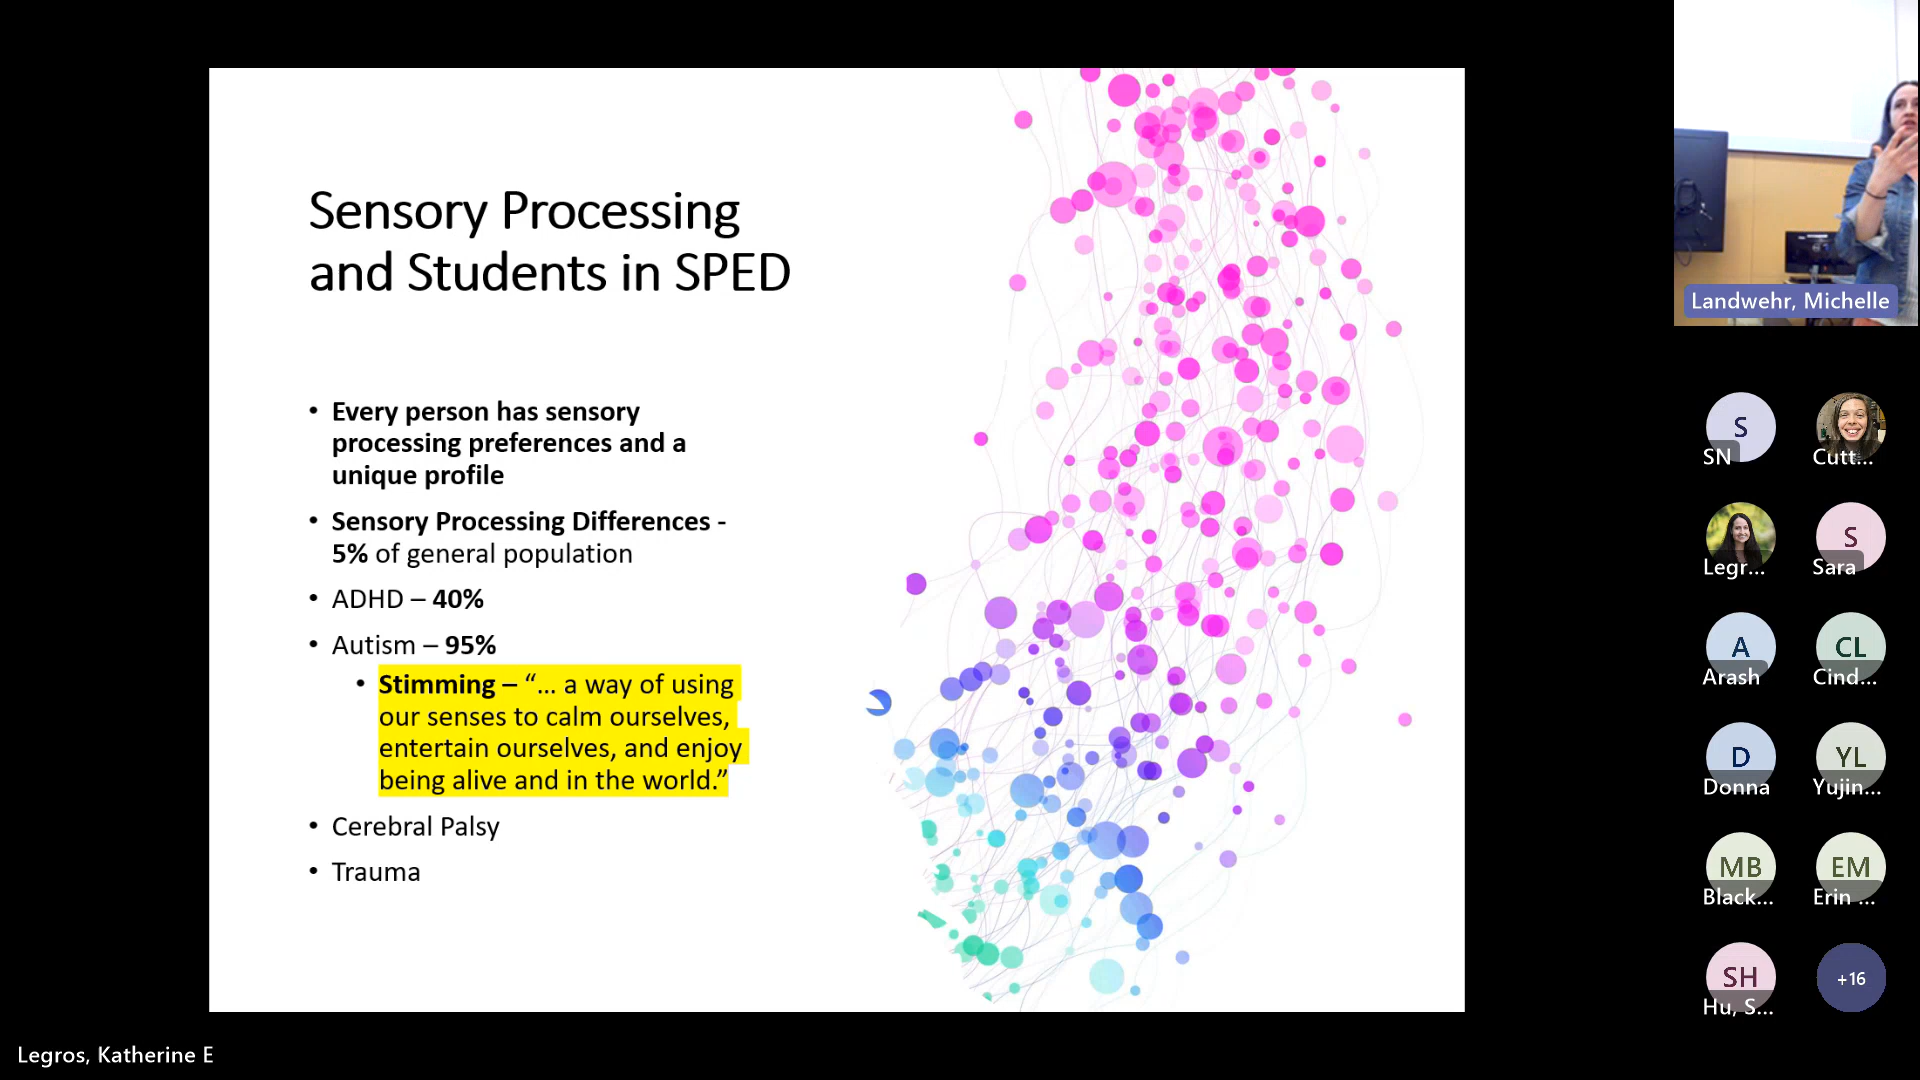 Sensory Processing
and Students in SPED
• Every person has sensory
processing preferences and a
unique profile
• Sensory Processing Differences -
5% of general population
• ADHD – 40%
• Autism – 95%
• Stimming – “… a way of using
our senses to calm ourselves,
entertain ourselves, and enjoy
being alive and in the world.”
• Cerebral Palsy
• Trauma
Landwehr, Michelle
S
SN
Cutt...
Legr...
S
Sara
A
Arash
CL
Cind...
D
Donna
YL
Yujin...
MB
Black...
EM
Erin ...
SH
Hu, S...
+16
Legros, Katherine E